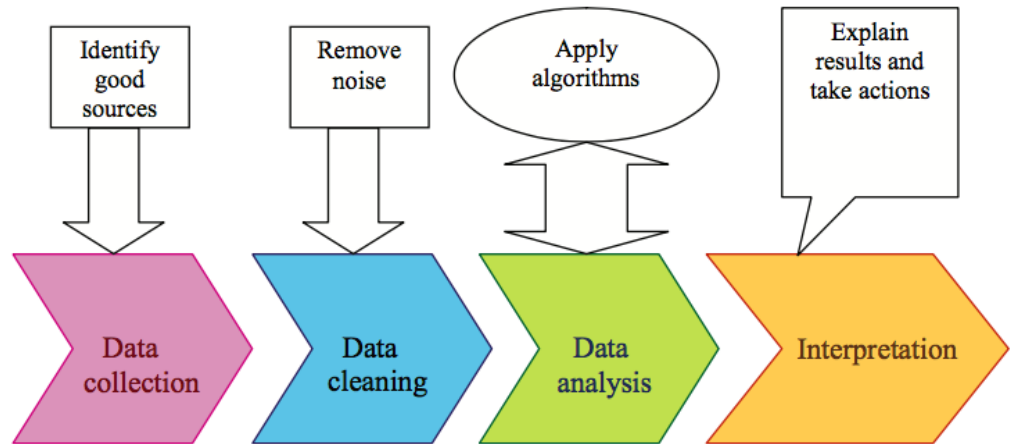 Identify
good
sources
Remove
noise
Apply
algorithms
Explain
results and
take actions
Data
collection
Data
cleaning
Data
analysis
Interpretation